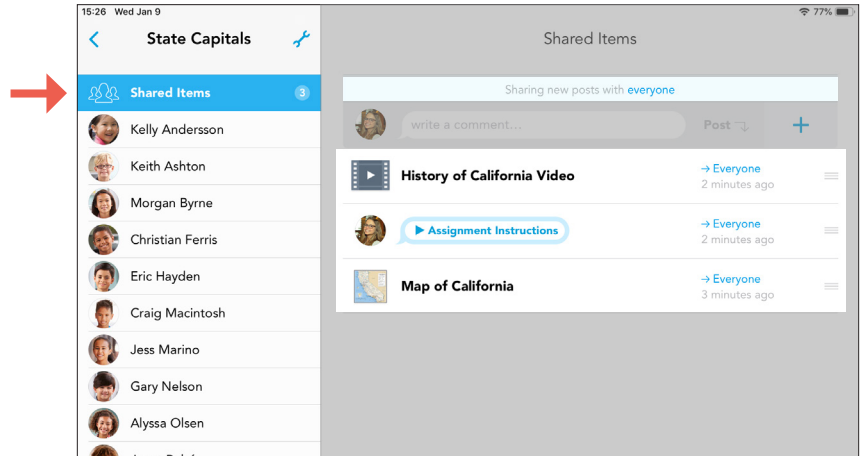 15:26 Wed Jan 9
77%
State Capitals
Shared Items 3
Kelly Andersson
Keith Ashton
Morgan Byrne
Christian Ferris
Eric Hayden
Craig Macintosh
Jess Marino
Gary Nelson
Alyssa Olsen
Shared Items
Sharing new posts with everyone
write a comment... Post
History of California Video
→ Everyone
2 minutes ago
Assignment Instructions
→ Everyone
2 minutes ago
Map of California
→ Everyone
3 minutes ago